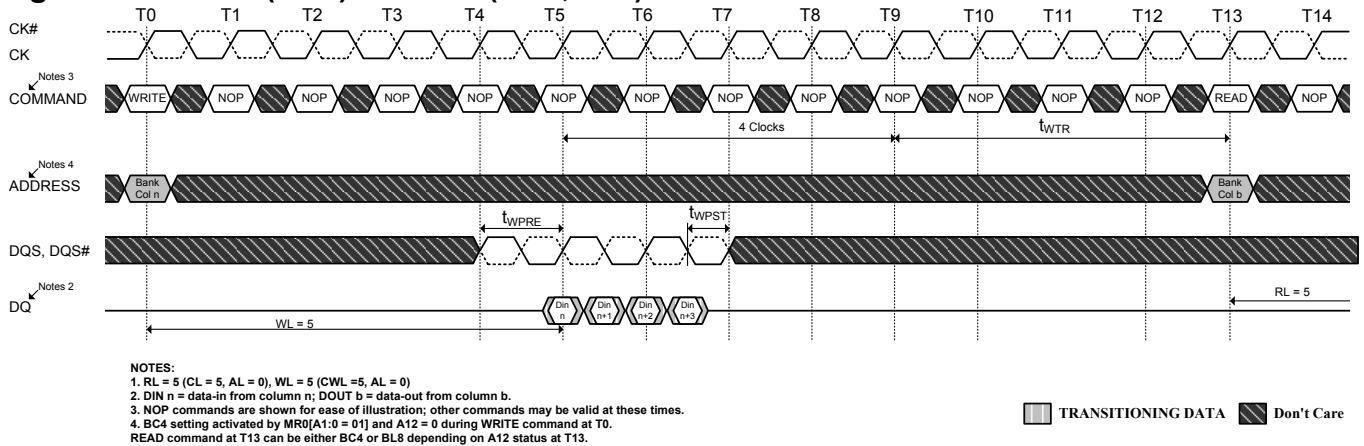 T0 T1 T2 T3 T4 T5 T6 T7 T8 T9 T10 T11 T12 T13 T14
CK#
CK
Notes 3
COMMAND WRITE NOP NOP NOP NOP NOP NOP NOP NOP NOP NOP NOP NOP READ NOP
4 Clocks tWTR
Notes 4
ADDRESS
Bank Col n
Bank Col b
tWPRE tWPST
DQS, DQS#
Notes 2
DQ
Din n
Din n+1
Din n+2
Din n+3
RL = 5
WL = 5
NOTES:
1. RL = 5 (CL = 5, AL = 0), WL = 5 (CWL =5, AL = 0)
2. DIN n = data-in from column n; DOUT b = data-out from column b.
3. NOP commands are shown for ease of illustration; other commands may be valid at these times.
4. BC4 setting activated by MR0[A1:0 = 01] and A12 = 0 during WRITE command at T0.
READ command at T13 can be either BC4 or BL8 depending on A12 status at T13.
TRANSITIONING DATA Don't Care